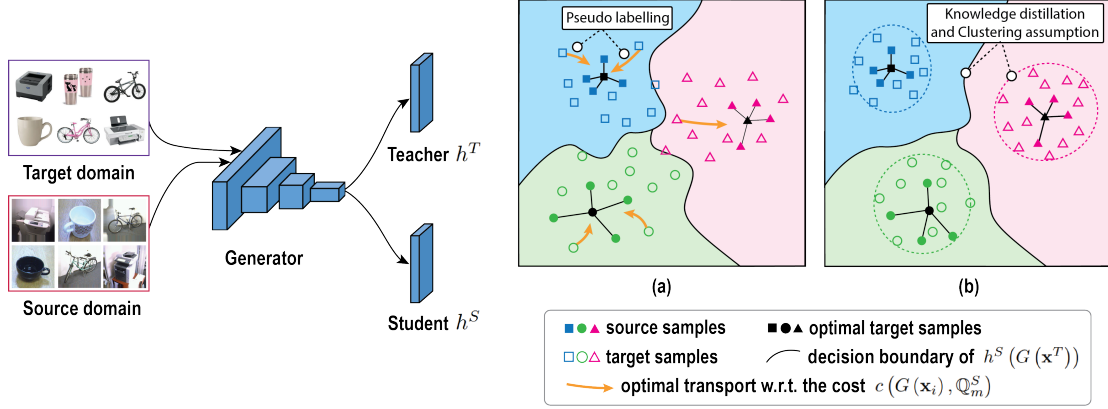 Target domain
Source domain
Generator
Teacher h^T
Student h^S
Pseudo labelling
(a)
Knowledge distillation
and Clustering assumption
(b)
source samples
optimal target samples
target samples
decision boundary of h^S (G (x^T))
optimal transport w.r.t. the cost c (G (x_i) , ℚ^S_m)